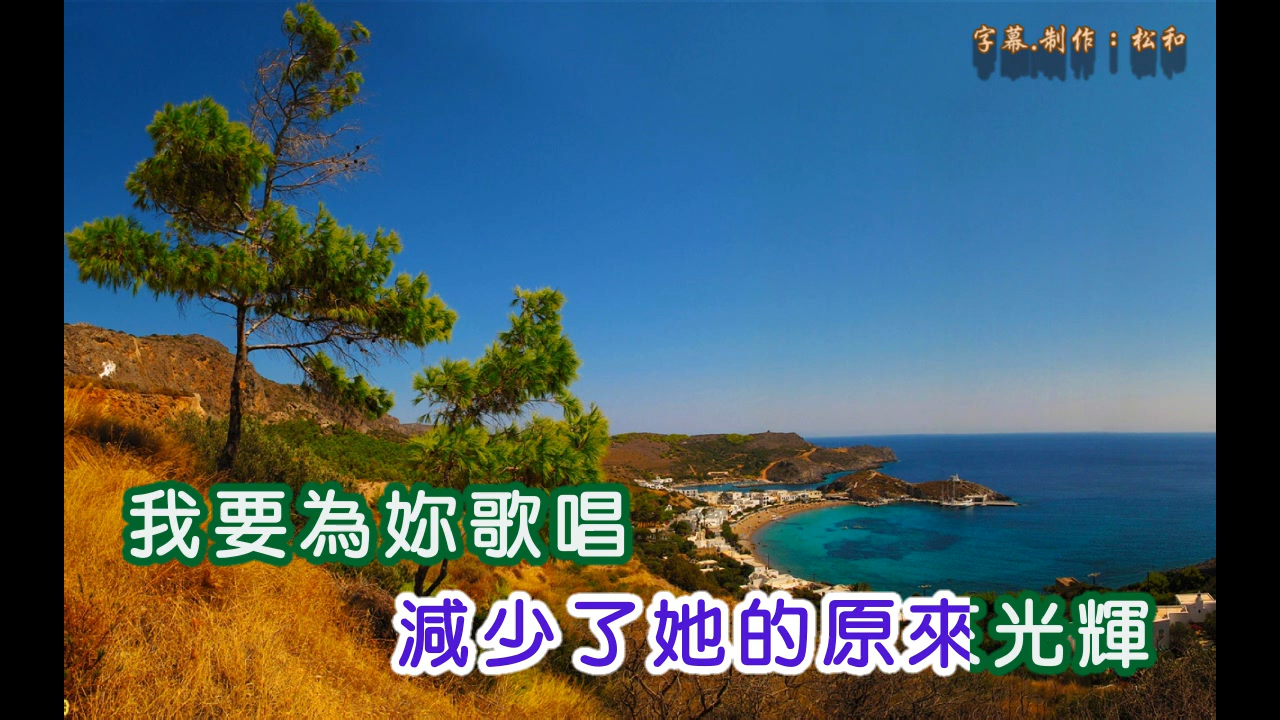 字幕.制作：松和
我要為妳歌唱
減少了她的原來光輝